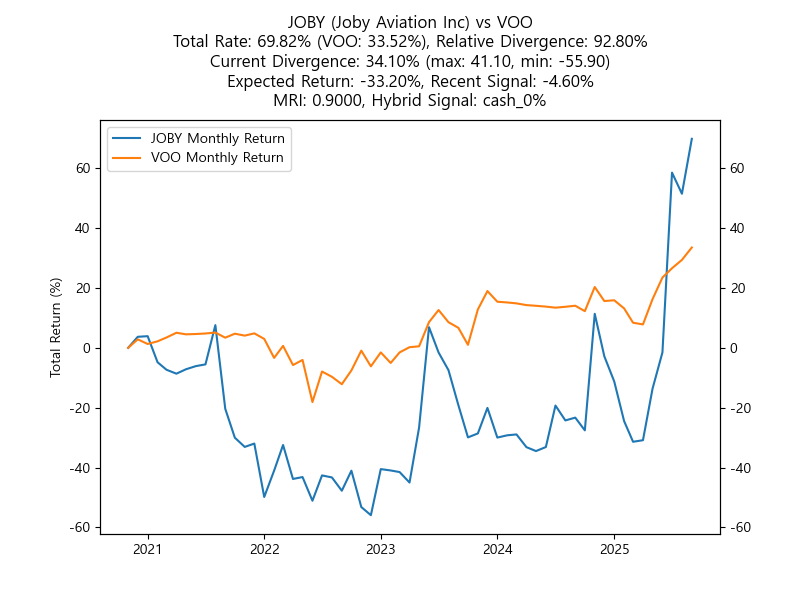 JOBY (Joby Aviation Inc) vs VOO
Total Rate: 69.82% (VOO: 33.52%), Relative Divergence: 92.80%
Current Divergence: 34.10% (max: 41.10, min: -55.90)
Expected Return: -33.20%, Recent Signal: -4.60%
MRI: 0.9000, Hybrid Signal: cash_0%
JOBY Monthly Return
VOO Monthly Return
Total Return (%)
60
40
20
0
-20
-40
-60
60
40
20
0
-20
-40
-60
2021 2022 2023 2024 2025